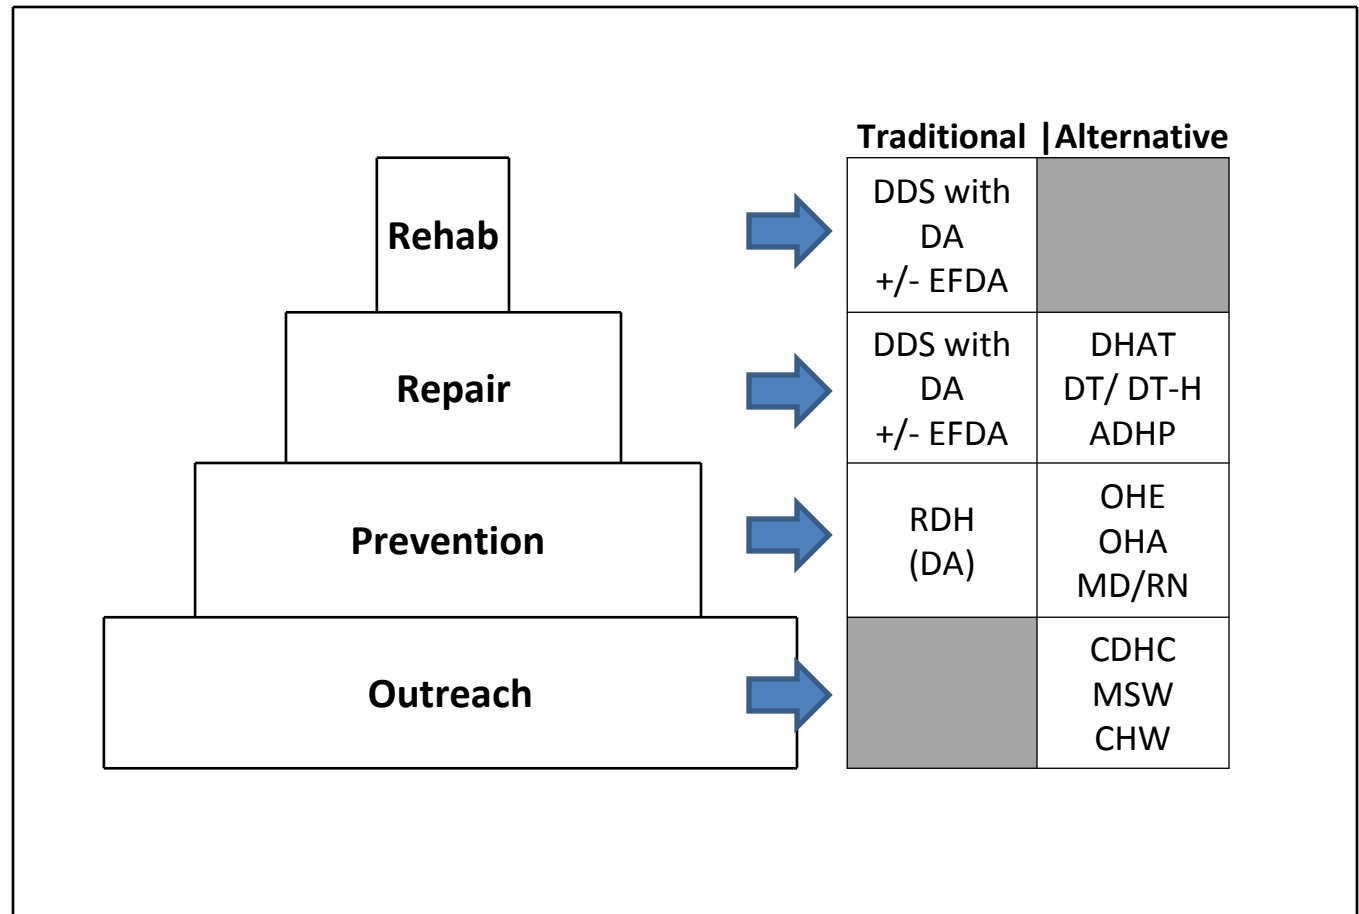 Traditional |Alternative
Rehab
DDS with
DA
+/- EFDA
Repair
DDS with
DA
+/- EFDA
DHAT
DT/ DT-H
ADHP
Prevention
RDH
(DA)
OHE
OHA
MD/RN
Outreach
CDHC
MSW
CHW